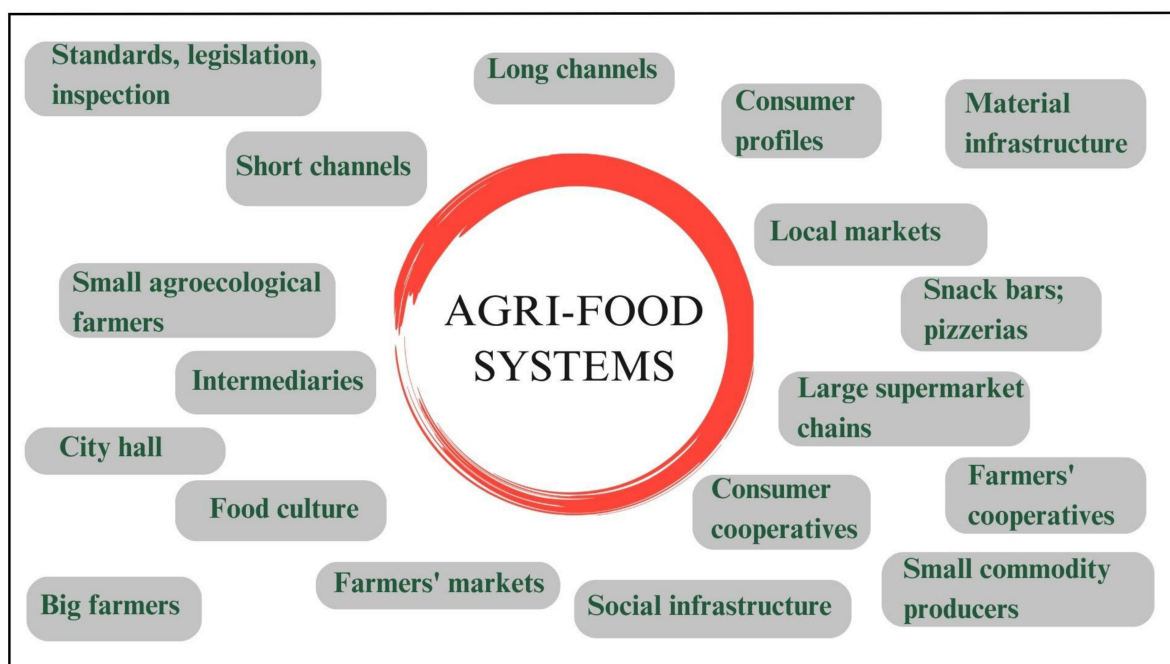 Standards, legislation,
inspection
Long channels
Consumer
profiles
Material
infrastructure
Short channels
Local markets
Small agroecological
farmers
Snack bars;
pizzerias
AGRI-FOOD
SYSTEMS
Intermediaries
Large supermarket
chains
City hall
Food culture
Consumer
cooperatives
Farmers'
cooperatives
Big farmers
Farmers' markets
Social infrastructure
Small commodity
producers